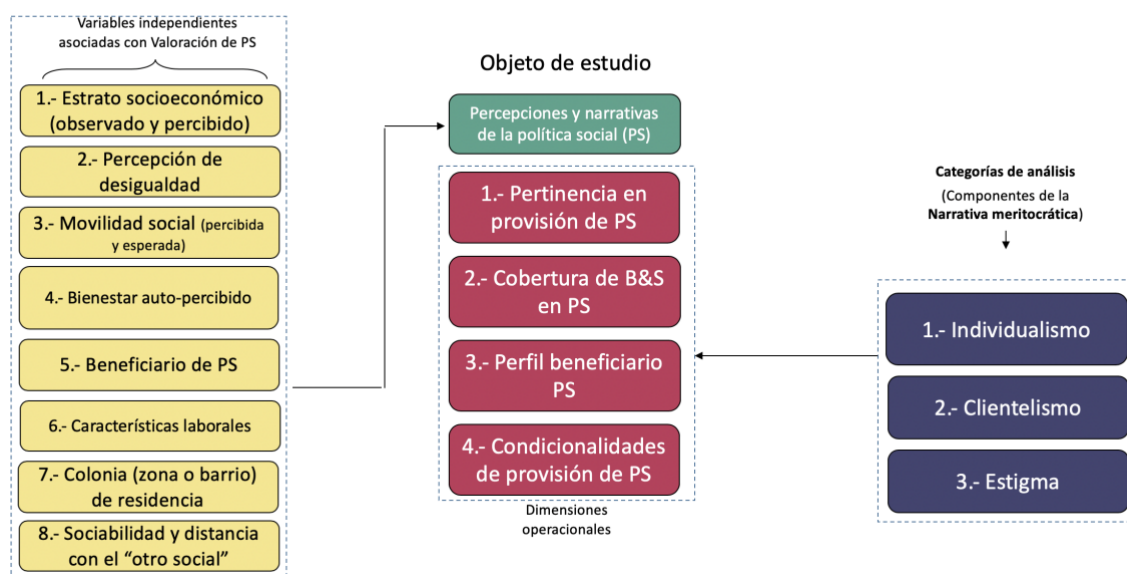 Variables independientes
asociadas con Valoración de PS
1.- Estrato socioeconómico
(observado y percibido)
2.- Percepción de
desigualdad
3.- Movilidad social (percibida
y esperada)
4.- Bienestar auto-percibido
5.- Beneficiario de PS
6.- Características laborales
7.- Colonia (zona o barrio)
de residencia
8.- Sociabilidad y distancia
con el “otro social”
Objeto de estudio
Percepciones y narrativas
de la política social (PS)
1.- Pertinencia en
provisión de PS
2.- Cobertura de B&S
en PS
3.- Perfil beneficiario
PS
4.- Condicionalidades
de provisión de PS
Dimensiones
operacionales
Categorías de análisis
(Componentes de la
Narrativa meritocrática)
1.- Individualismo
2.- Clientelismo
3.- Estigma